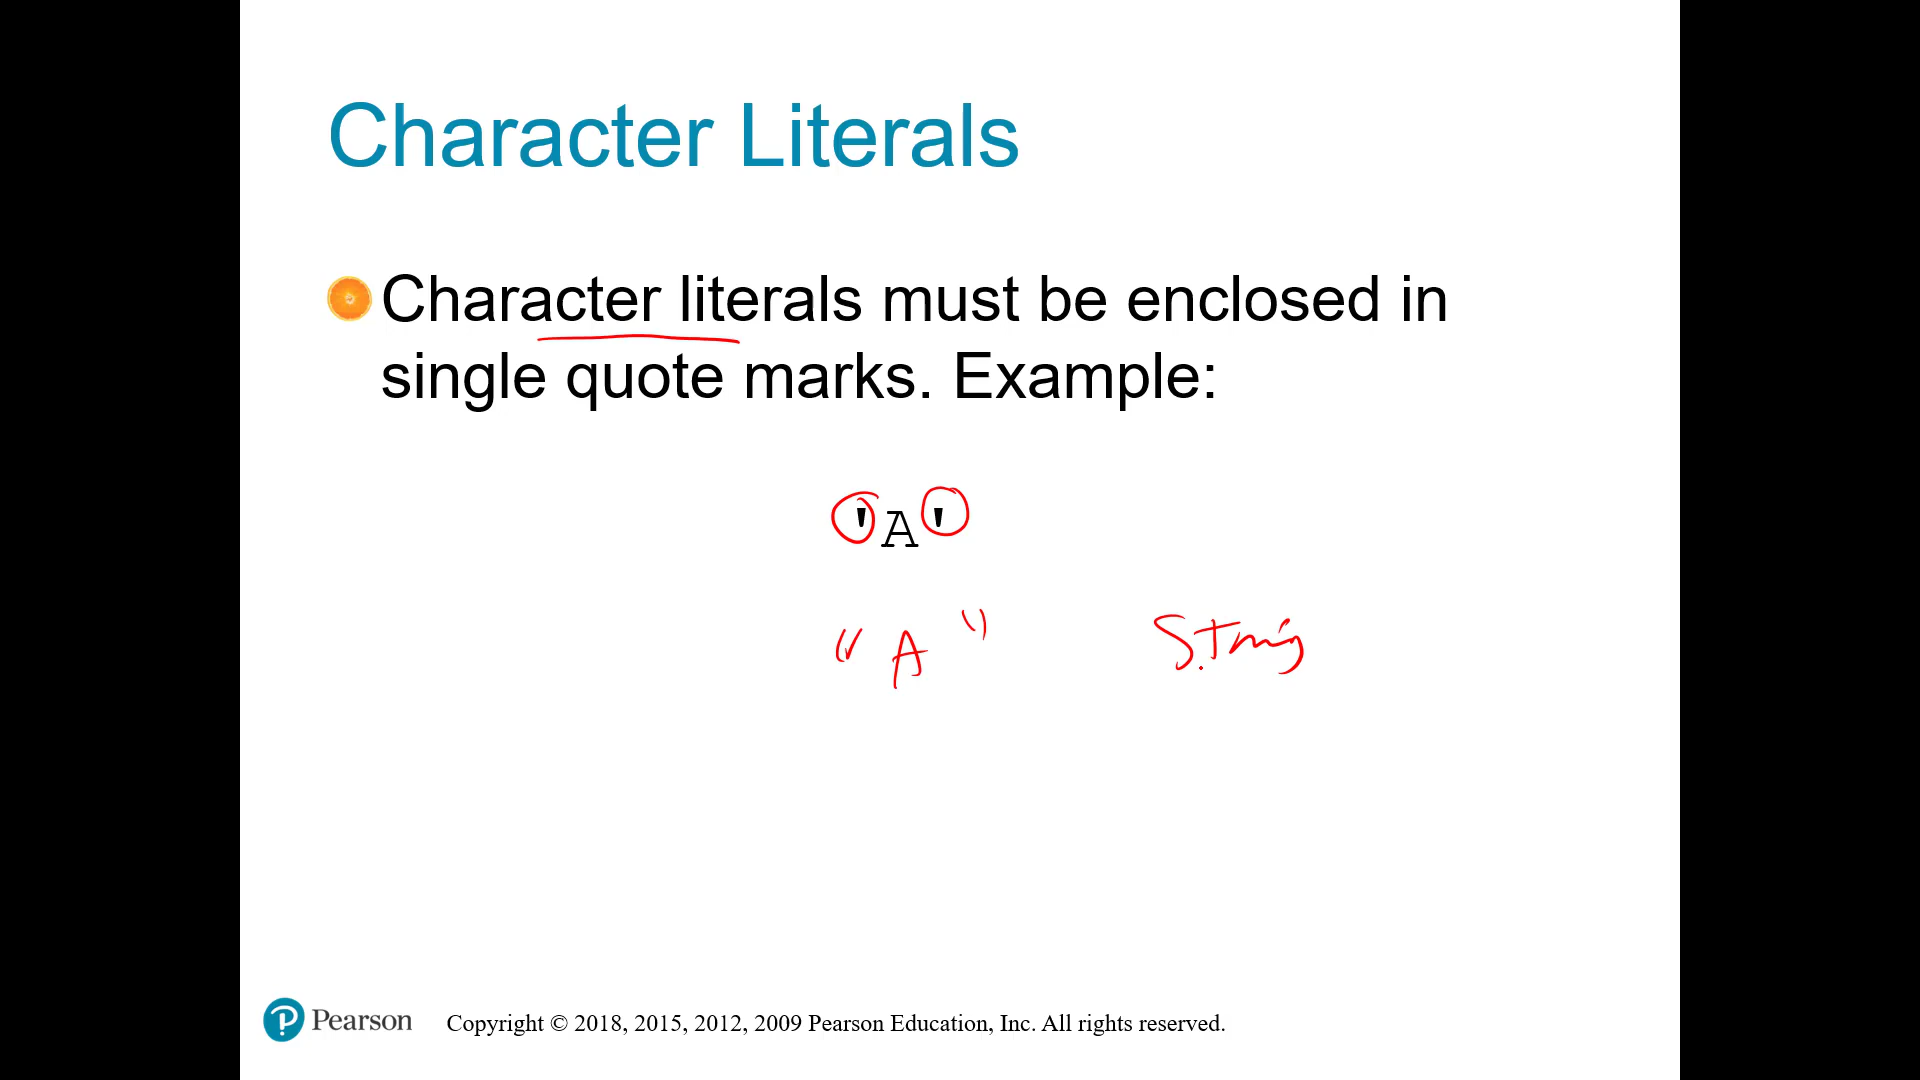 Character Literals
Character literals must be enclosed in
single quote marks. Example:
'A'
"A" String
Pearson Copyright © 2018, 2015, 2012, 2009 Pearson Education, Inc. All rights reserved.